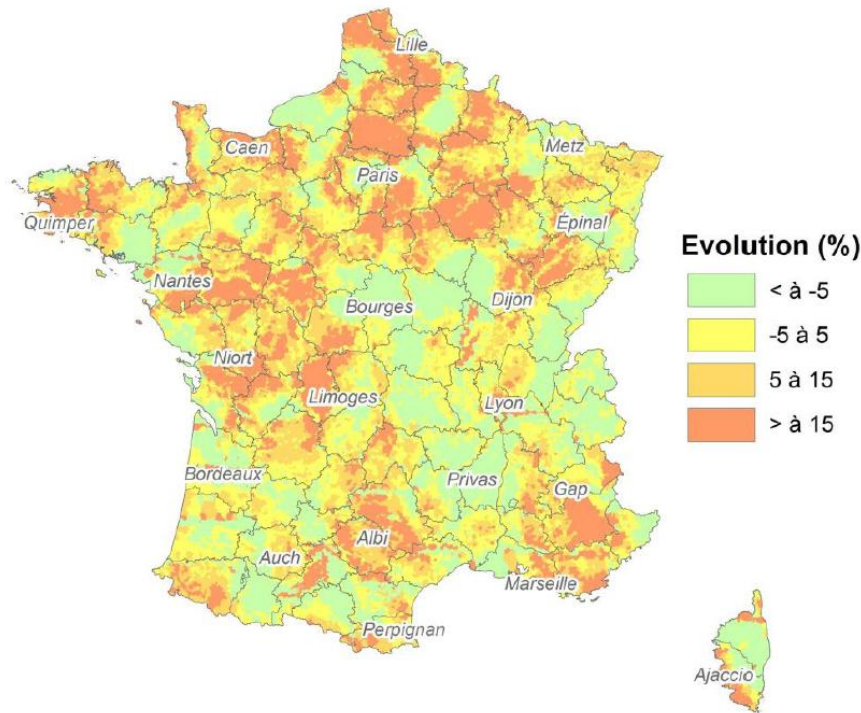 Lille
Caen
Metz
Paris
Quimper
Épinal
Evolution (%)
Nantes
Dijon
< à -5
Bourges
-5 à 5
Niort
5 à 15
Limoges
Lyon
> à 15
Bordeaux
Privas
Gap
Albi
Auch
Marseille
Perpignan
Ajaccio